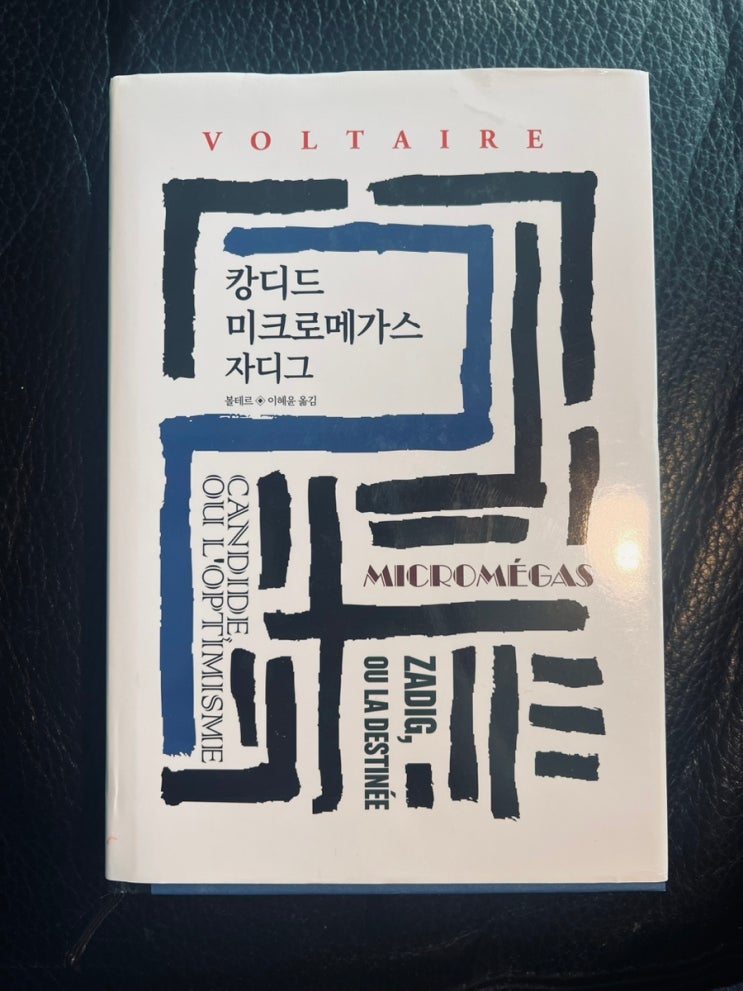 VOLTAIRE
캉디드
미크로메가스
자디그
볼테르 ◈ 이혜윤 옮김
CANDIDE,
OU L'OPTIMISME
MICROMÉGAS
ZADIG,
OU LA DESTINÉE